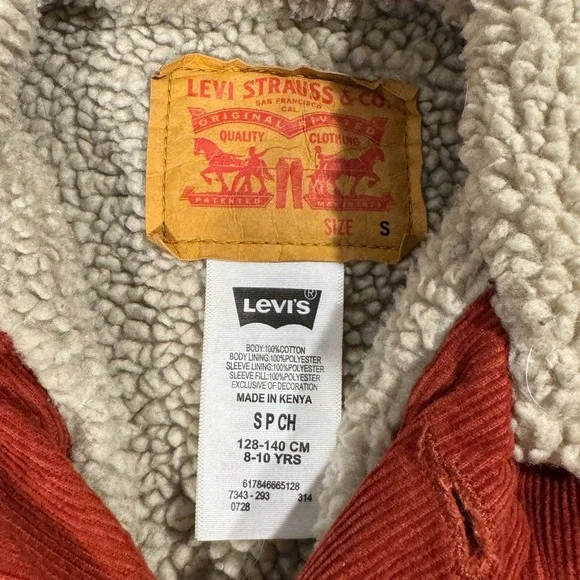 LEVI STRAUSS & CO.
SAN FRANCISCO
CAL.
ORIGINAL RIVETED
QUALITY CLOTHING
PATENTED
SIZE S
LEVI'S®
BODY:100%COTTON
BODY LINING:100%POLYESTER
SLEEVE LINING:100%POLYESTER
SLEEVE FILL:100%POLYESTER
EXCLUSIVE OF DECORATION
MADE IN KENYA
S P CH
128-140 CM
8-10 YRS
617846665128
7343 - 293 314
0728